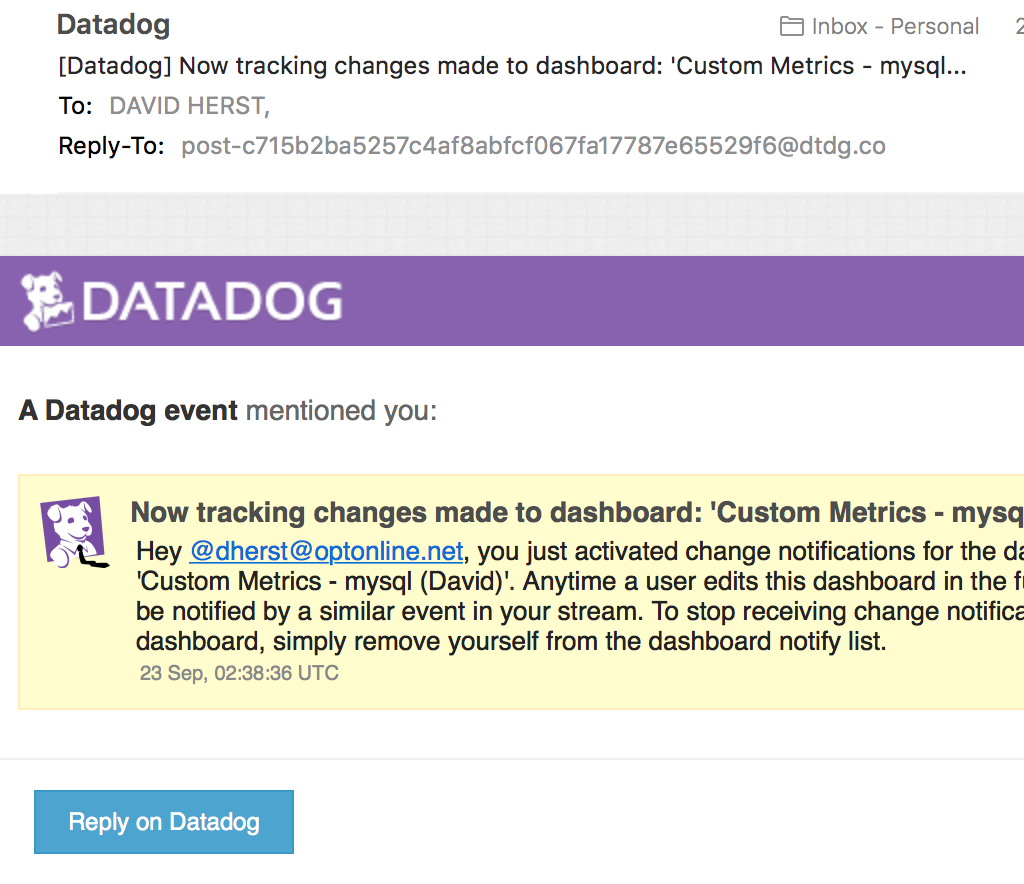 Datadog
Inbox - Personal
[Datadog] Now tracking changes made to dashboard: 'Custom Metrics - mysql...
To: DAVID HERST,
Reply-To: post-c715b2ba5257c4af8abfcf067fa17787e65529f6@dtdg.co
DATADOG
A Datadog event mentioned you:
Now tracking changes made to dashboard: 'Custom Metrics - mysq
Hey @dherst@optonline.net, you just activated change notifications for the da
'Custom Metrics - mysql (David)'. Anytime a user edits this dashboard in the fu
be notified by a similar event in your stream. To stop receiving change notifica
dashboard, simply remove yourself from the dashboard notify list.
23 Sep, 02:38:36 UTC
Reply on Datadog